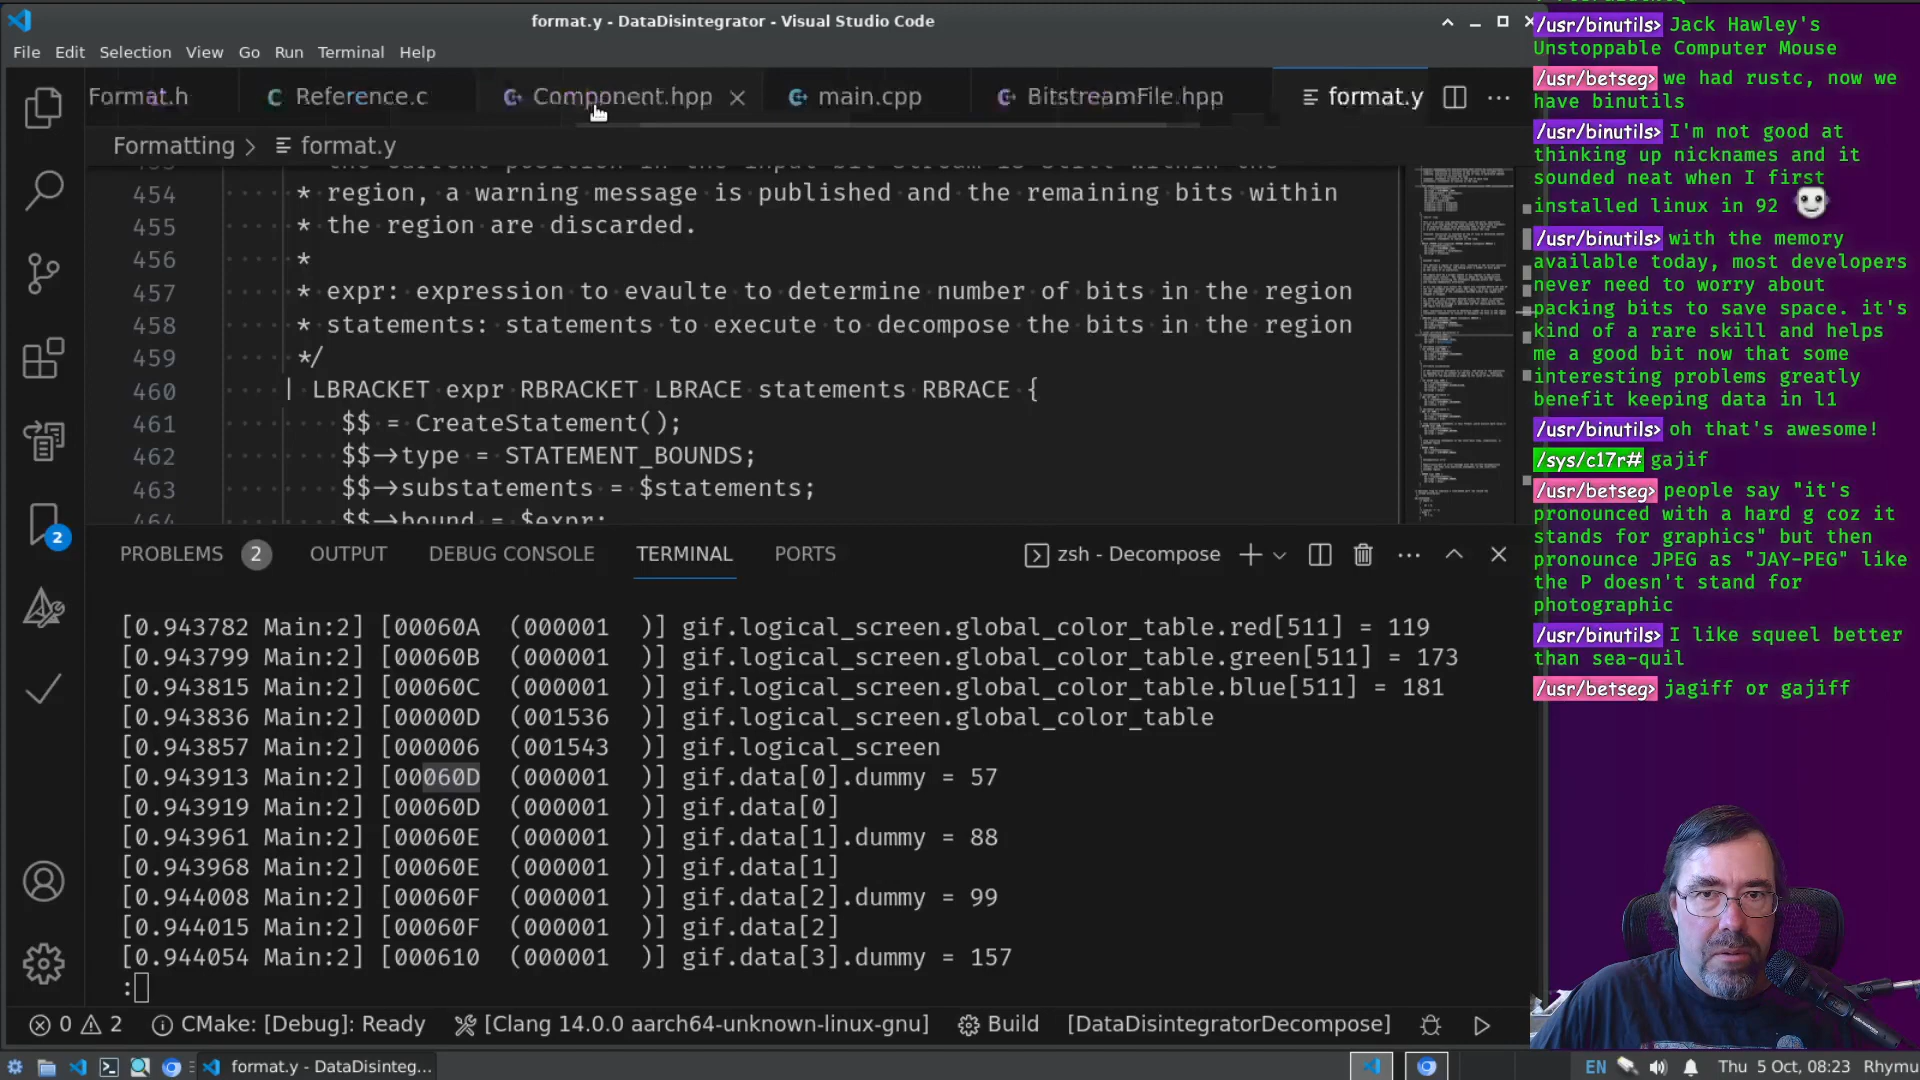 format.y - DataDisintegrator - Visual Studio Code
File Edit Selection View Go Run Terminal Help
Format.h Reference.c Component.hpp main.cpp BitstreamFile.hpp format.y
Formatting > format.y
454 * region, a warning message is published and the remaining bits within
455 * the region are discarded.
456 *
457 * expr: expression to evaulte to determine number of bits in the region
458 * statements: statements to execute to decompose the bits in the region
459 */
460 | LBRACKET expr RBRACKET LBRACE statements RBRACE {
461 $$ = CreateStatement();
462 $$->type = STATEMENT_BOUNDS;
463 $$->substatements = $statements;
464 $$->bound = $expr;
PROBLEMS 2 OUTPUT DEBUG CONSOLE TERMINAL PORTS zsh - Decompose
[0.943782 Main:2] [00060A (000001 )] gif.logical_screen.global_color_table.red[511] = 119
[0.943799 Main:2] [00060B (000001 )] gif.logical_screen.global_color_table.green[511] = 173
[0.943815 Main:2] [00060C (000001 )] gif.logical_screen.global_color_table.blue[511] = 181
[0.943836 Main:2] [00000D (001536 )] gif.logical_screen.global_color_table
[0.943857 Main:2] [000006 (001543 )] gif.logical_screen
[0.943913 Main:2] [00060D (000001 )] gif.data[0].dummy = 57
[0.943919 Main:2] [00060D (000001 )] gif.data[0]
[0.943961 Main:2] [00060E (000001 )] gif.data[1].dummy = 88
[0.943968 Main:2] [00060E (000001 )] gif.data[1]
[0.944008 Main:2] [00060F (000001 )] gif.data[2].dummy = 99
[0.944015 Main:2] [00060F (000001 )] gif.data[2]
[0.944054 Main:2] [000610 (000001 )] gif.data[3].dummy = 157
:
0 2 CMake: [Debug]: Ready [Clang 14.0.0 aarch64-unknown-linux-gnu] Build [DataDisintegratorDecompose]
2
format.y - DataDisinteg...
EN Thu 5 Oct, 08:23 Rhymu
/usr/binutils> Jack Hawley's
Unstoppable Computer Mouse
/usr/betseg> we had rustc, now we
have binutils
/usr/binutils> I'm not good at
thinking up nicknames and it
sounded neat when I first
installed linux in 92
/usr/binutils> with the memory
available today, most developers
never need to worry about
packing bits to save space. it's
kind of a rare skill and helps
me a good bit now that some
interesting problems greatly
benefit keeping data in l1
/usr/binutils> oh that's awesome!
/sys/c17r# gajif
/usr/betseg> people say "it's
pronounced with a hard g coz it
stands for graphics" but then
pronounce JPEG as "JAY-PEG" like
the P doesn't stand for
photographic
/usr/binutils> I like squeel better
than sea-quil
/usr/betseg> jagiff or gajiff